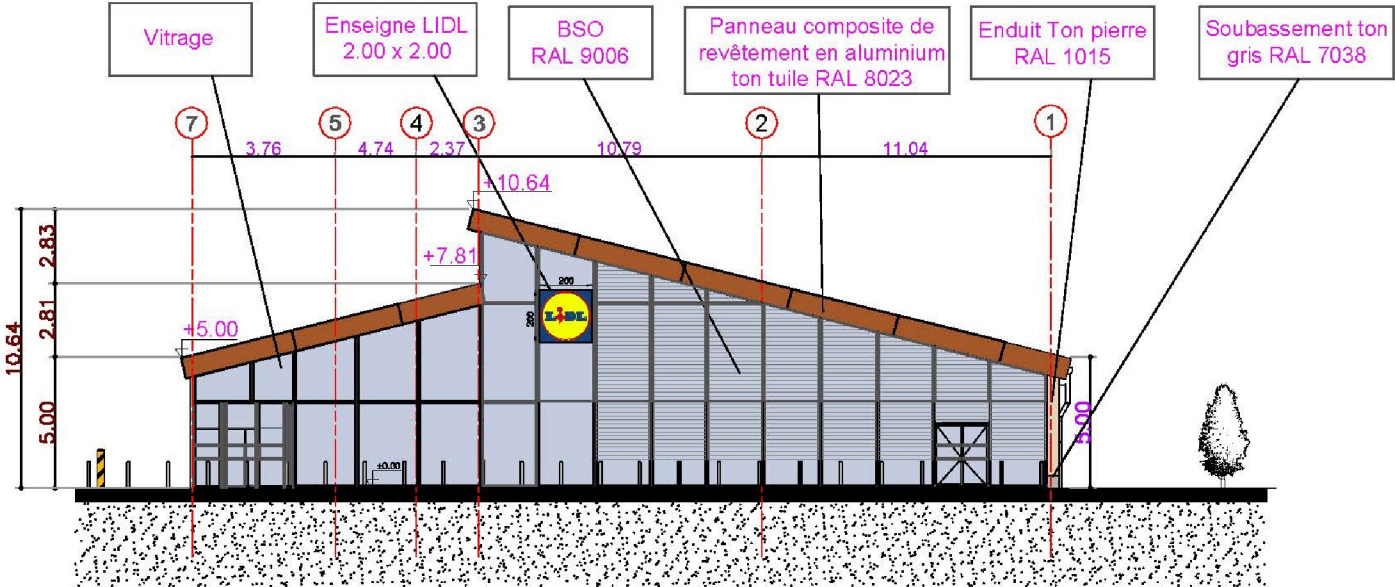 Vitrage
Enseigne LIDL
2.00 x 2.00
BSO
RAL 9006
Panneau composite de
revêtement en aluminium
ton tuile RAL 8023
Enduit Ton pierre
RAL 1015
Soubassement ton
gris RAL 7038
7
5
4
3
2
1
3.76
4.74
2.37
10.79
11.04
+10.64
+7.81
+5.00
10.64
2.83
2.81
5.00
200
200
LIDL
±0.00
5.00